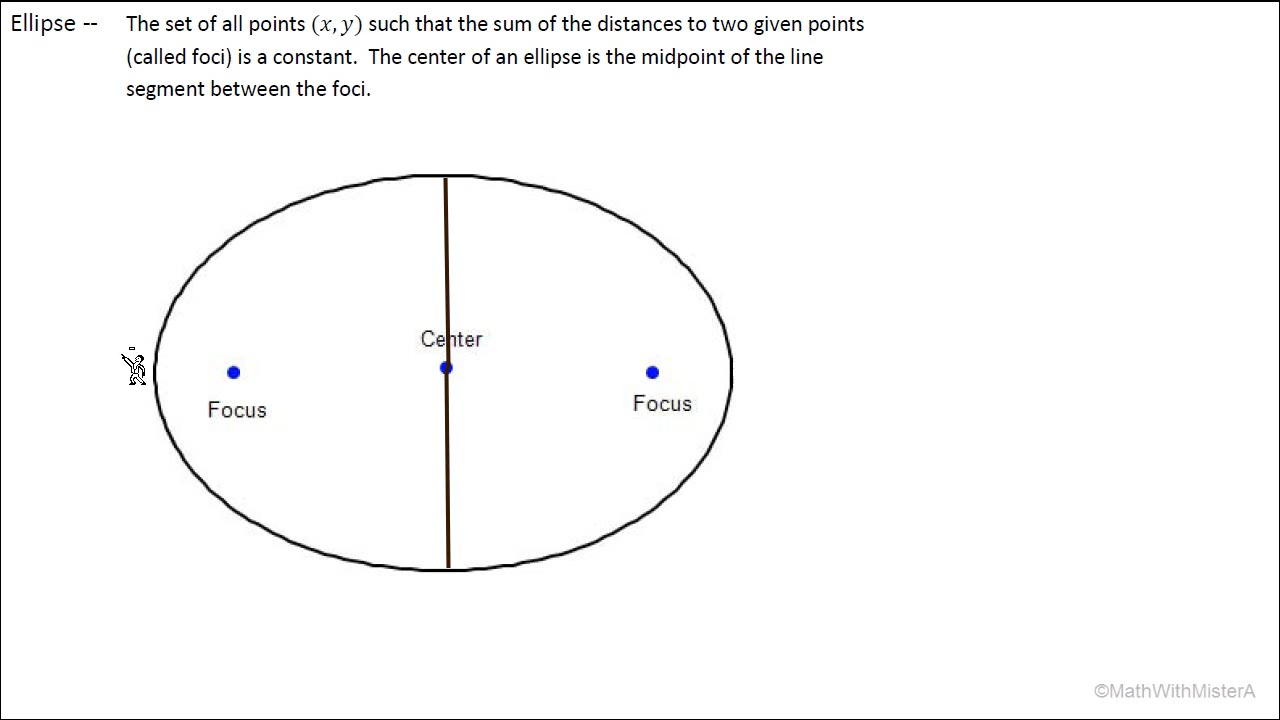 Ellipse -- The set of all points (x, y) such that the sum of the distances to two given points
(called foci) is a constant.  The center of an ellipse is the midpoint of the line
segment between the foci.
Center
Focus
Focus
©MathWithMisterA